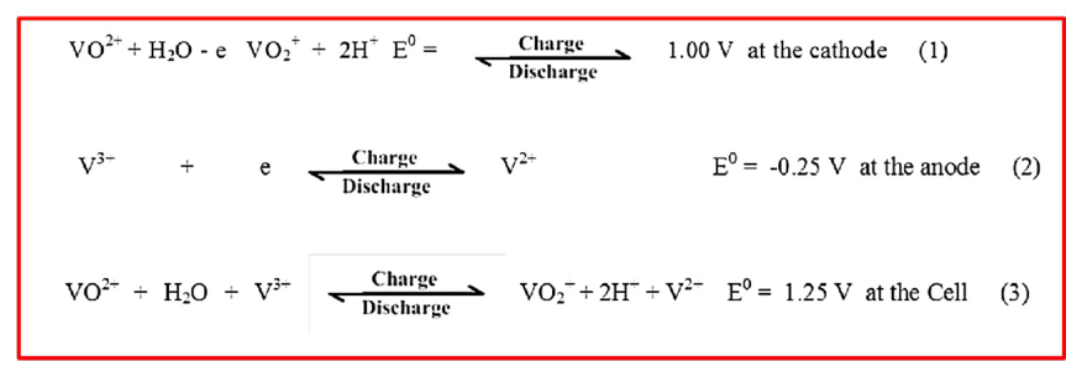 VO²⁺ + H₂O - e VO₂⁺ + 2H⁺ E⁰ = Charge Discharge 1.00 V at the cathode (1)
V³⁻ + e Charge Discharge V²⁺ E⁰ = -0.25 V at the anode (2)
VO²⁺ + H₂O + V³⁺ Charge Discharge VO₂⁺ + 2H⁺ + V²⁻ E⁰ = 1.25 V at the Cell (3)